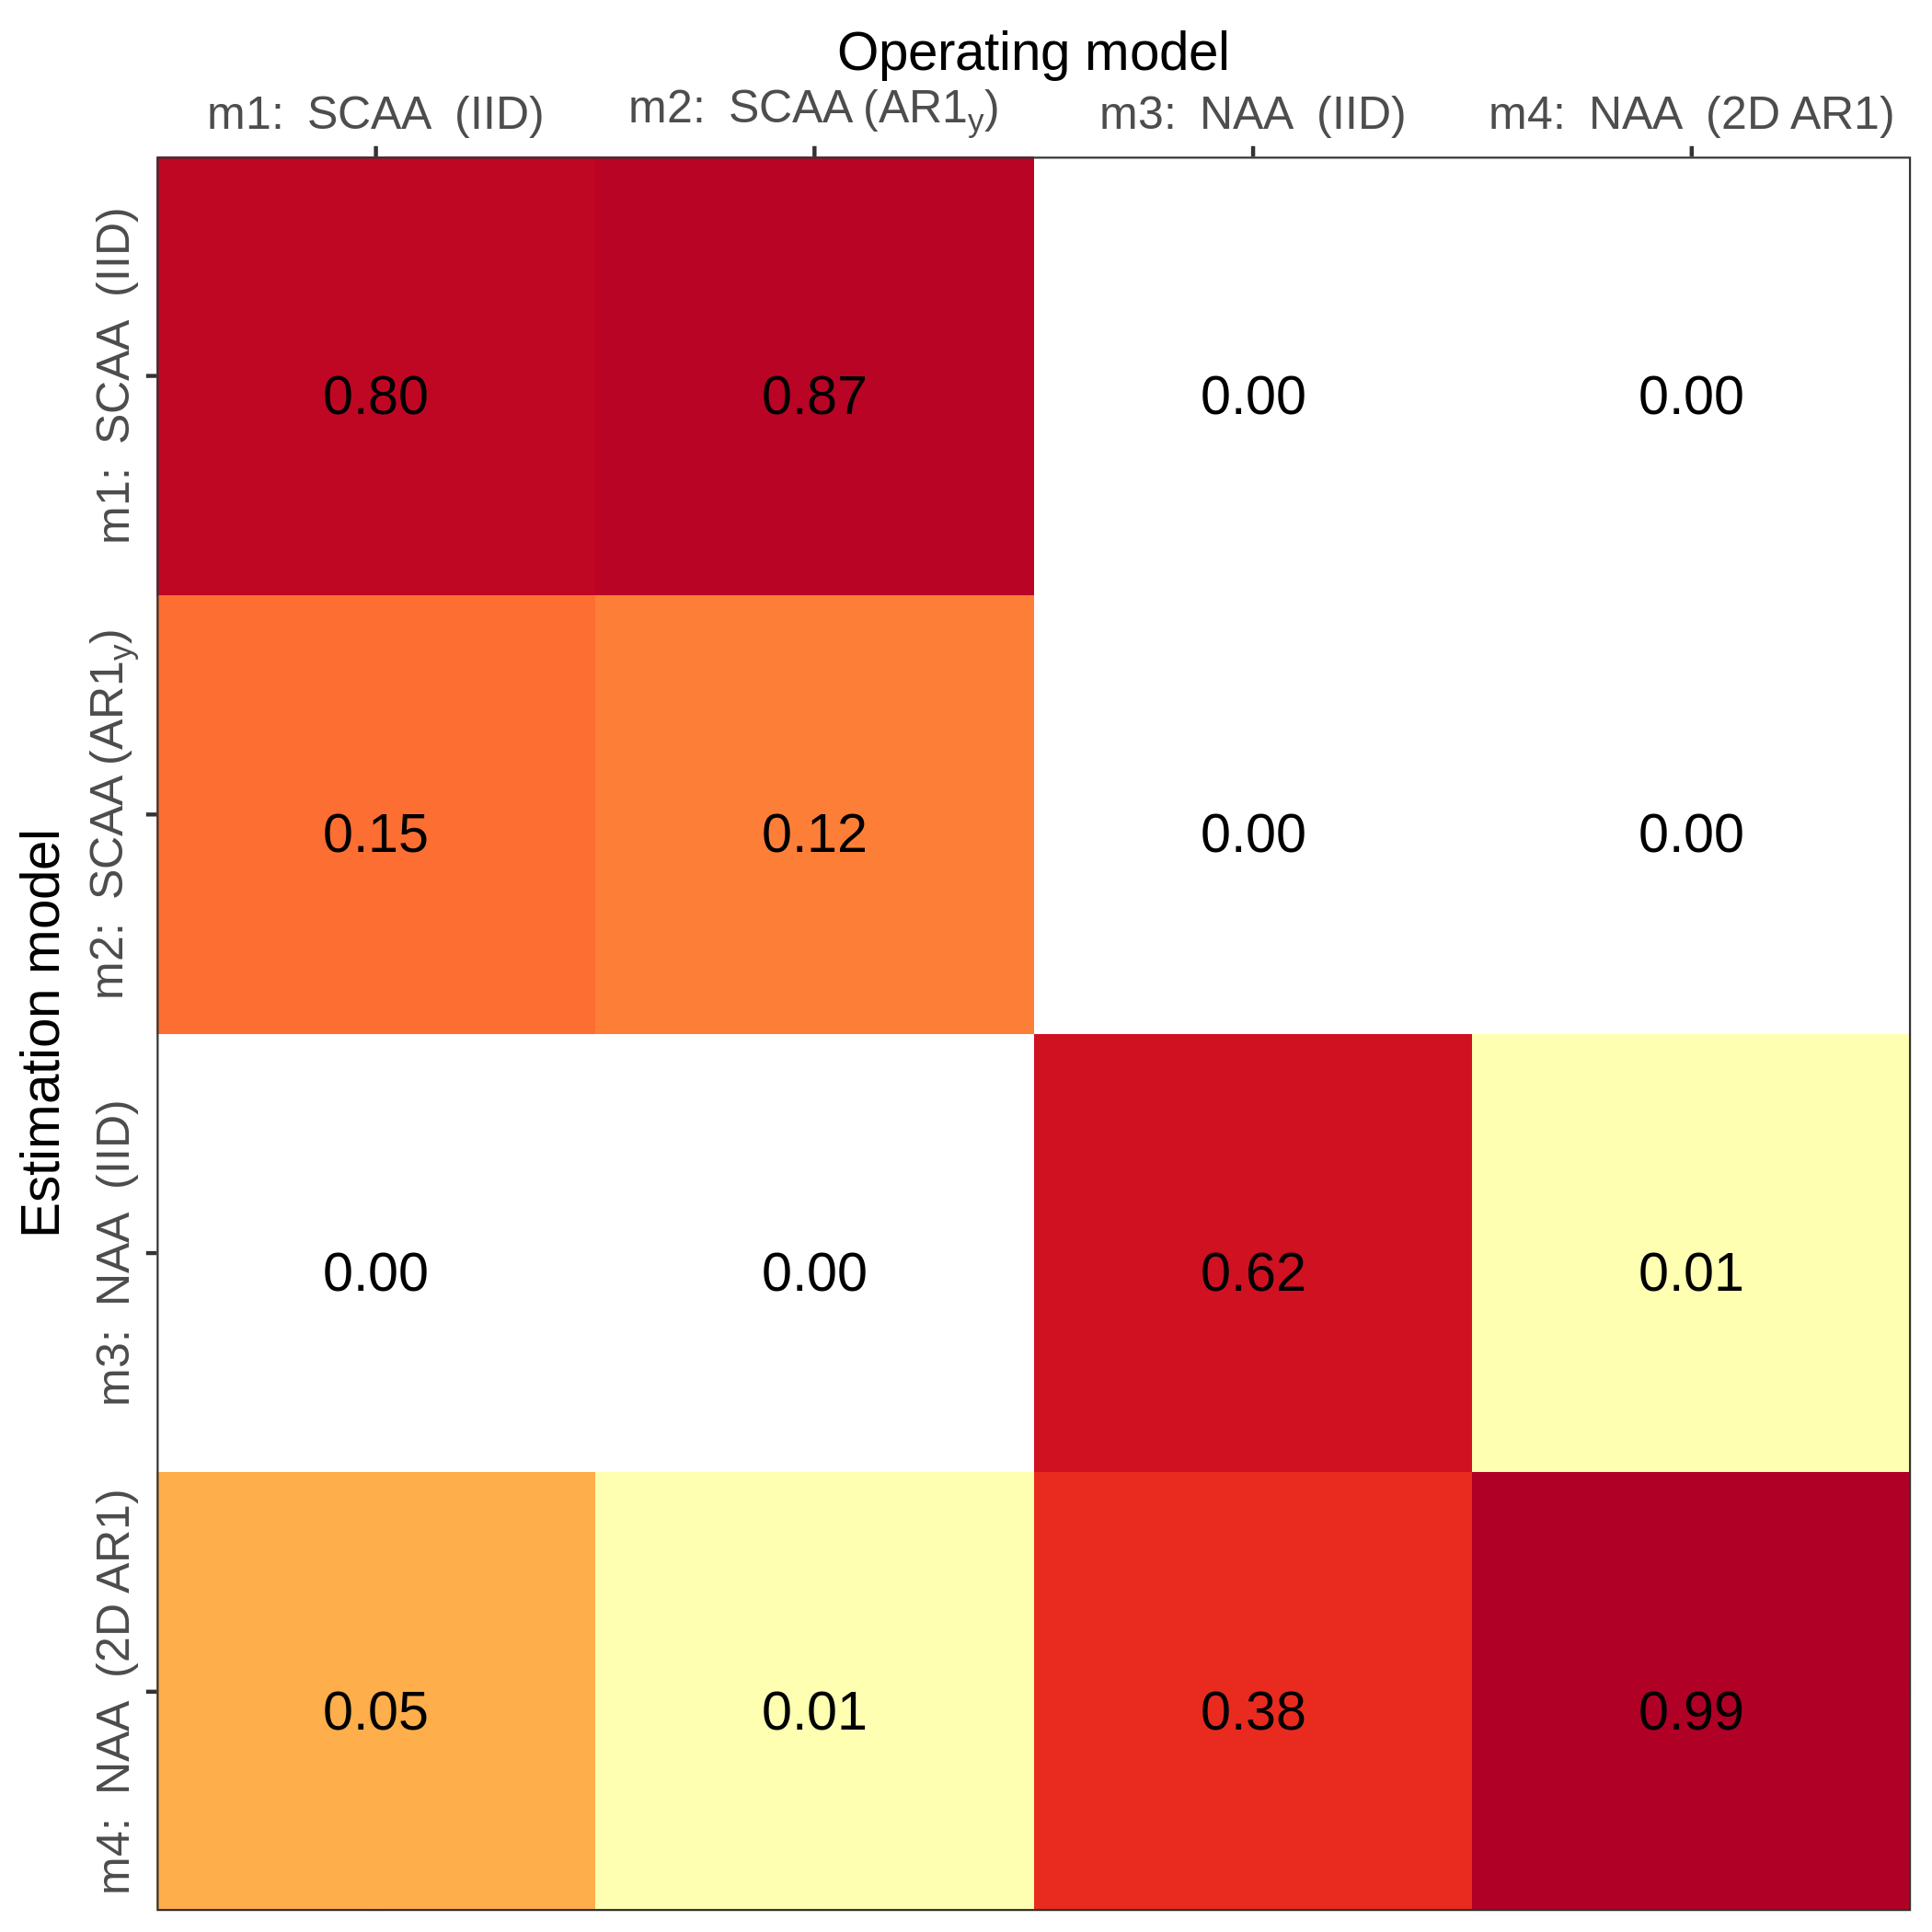 Operating model
m1: SCAA (IID) m2: SCAA (AR1y) m3: NAA (IID) m4: NAA (2D AR1)
Estimation model
m1: SCAA (IID)
0.80 0.87 0.00 0.00
m2: SCAA (AR1y)
0.15 0.12 0.00 0.00
m3: NAA (IID)
0.00 0.00 0.62 0.01
m4: NAA (2D AR1)
0.05 0.01 0.38 0.99